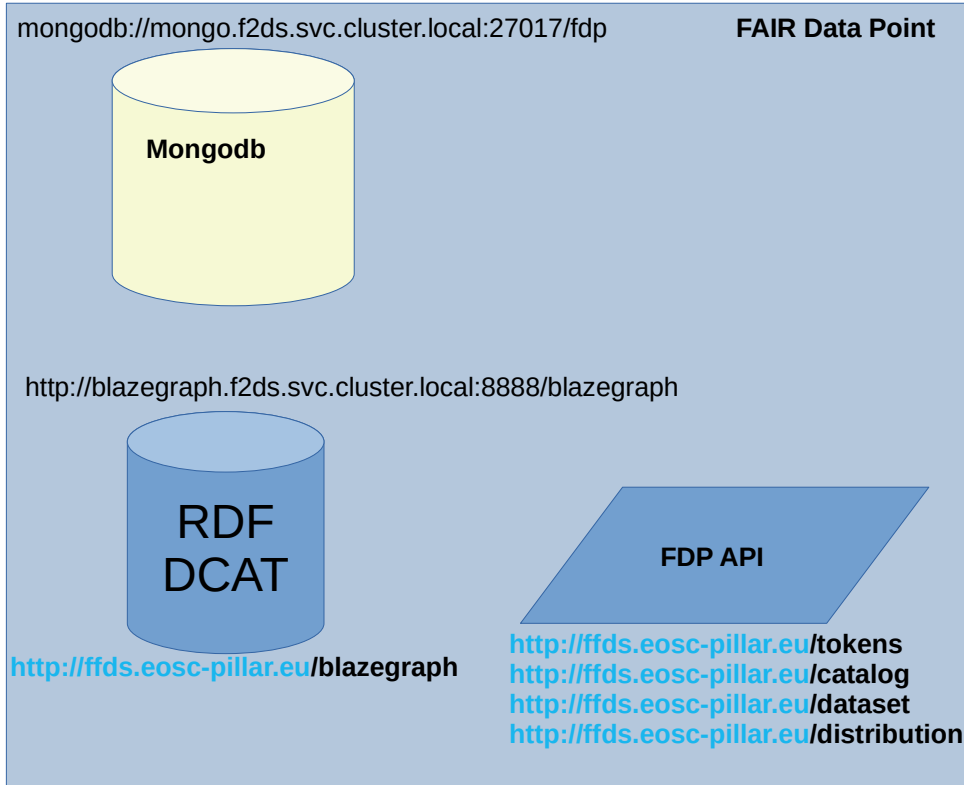 mongodb://mongo.f2ds.svc.cluster.local:27017/fdp
FAIR Data Point
Mongodb
http://blazegraph.f2ds.svc.cluster.local:8888/blazegraph
RDF
DCAT
http://ffds.eosc-pillar.eu/blazegraph
FDP API
http://ffds.eosc-pillar.eu/tokens
http://ffds.eosc-pillar.eu/catalog
http://ffds.eosc-pillar.eu/dataset
http://ffds.eosc-pillar.eu/distribution